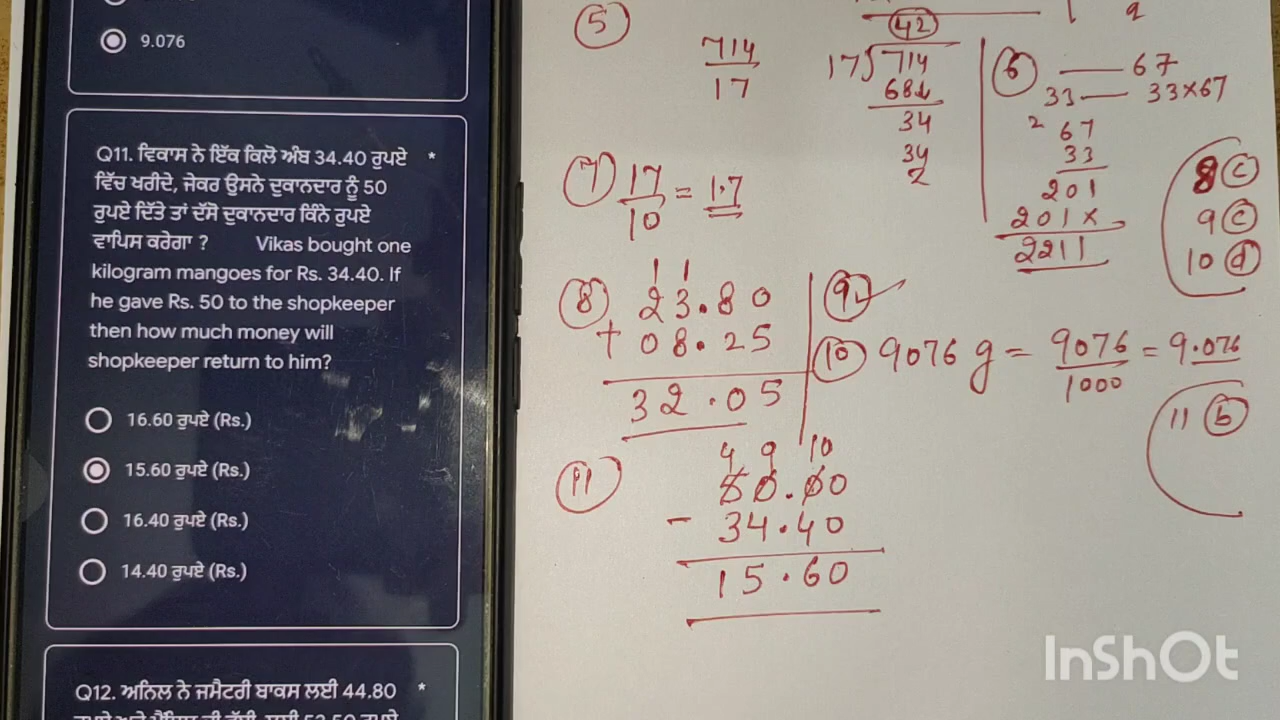 9.076
Q11. ਵਿਕਾਸ ਨੇ ਇੱਕ ਕਿਲੋ ਅੰਬ 34.40 ਰੁਪਏ *
ਵਿੱਚ ਖਰੀਦੇ, ਜੇਕਰ ਉਸਨੇ ਦੁਕਾਨਦਾਰ ਨੂੰ 50
ਰੁਪਏ ਦਿੱਤੇ ਤਾਂ ਦੱਸੋ ਦੁਕਾਨਦਾਰ ਕਿੰਨੇ ਰੁਪਏ
ਵਾਪਿਸ ਕਰੇਗਾ ? Vikas bought one
kilogram mangoes for Rs. 34.40. If
he gave Rs. 50 to the shopkeeper
then how much money will
shopkeeper return to him?
16.60 ਰੁਪਏ (Rs.)
15.60 ਰੁਪਏ (Rs.)
16.40 ਰੁਪਏ (Rs.)
14.40 ਰੁਪਏ (Rs.)
Q12. ਅਨਿਲ ਨੇ ਜਮੈਟਰੀ ਬਾਕਸ ਲਈ 44.80 *
5
714
17
42
17)714
68
34
34
6 — 67
33 — 33×67
2 67
33
201
201×
2211
7 17/10 = 1.7
8 C
9 C
10 d
8
1 1
23.80
+ 08.25
32.05
9
10 9076 g = 9076/1000 = 9.076
11 b
11
4 9 10
50.00
- 34.40
15.60
InShOt